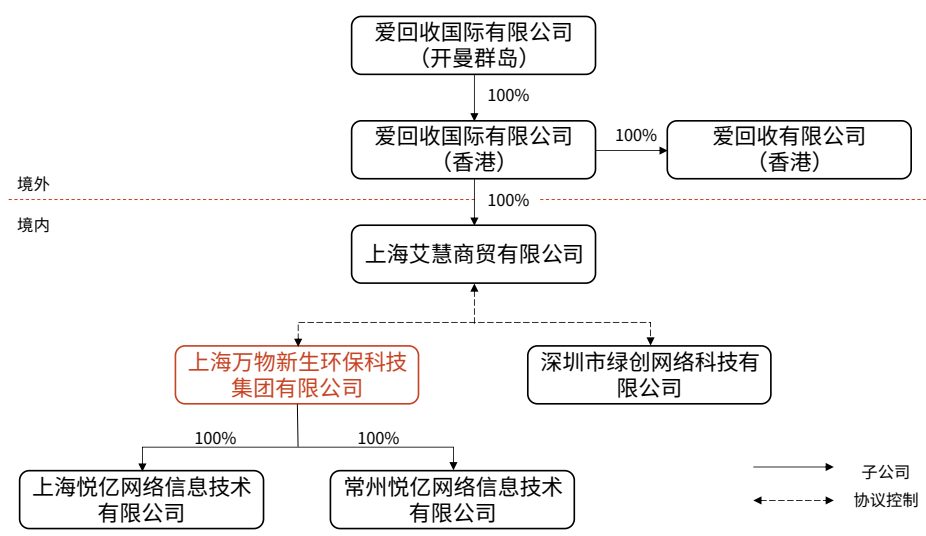 爱回收国际有限公司
（开曼群岛）
100%
爱回收国际有限公司
（香港）
100%
爱回收有限公司
（香港）
境外
100%
境内
上海艾慧商贸有限公司
上海万物新生环保科技
集团有限公司
深圳市绿创网络科技有
限公司
100%
100%
上海悦亿网络信息技术
有限公司
常州悦亿网络信息技术
有限公司
子公司
协议控制